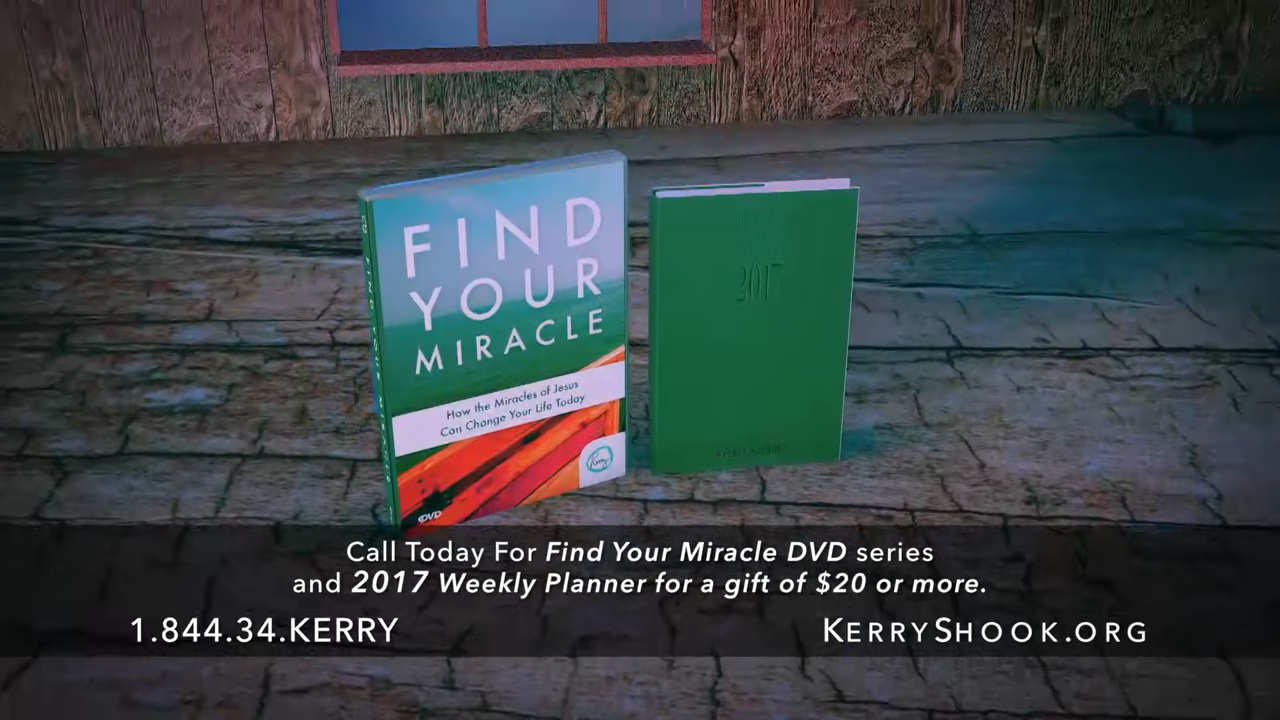 FIND
YOUR
MIRACLE
How the Miracles of Jesus
Can Change Your Life Today
Kerry
DVD
2017
Call Today For Find Your Miracle DVD series
and 2017 Weekly Planner for a gift of $20 or more.
1.844.34.KERRY
KERRYSHOOK.ORG